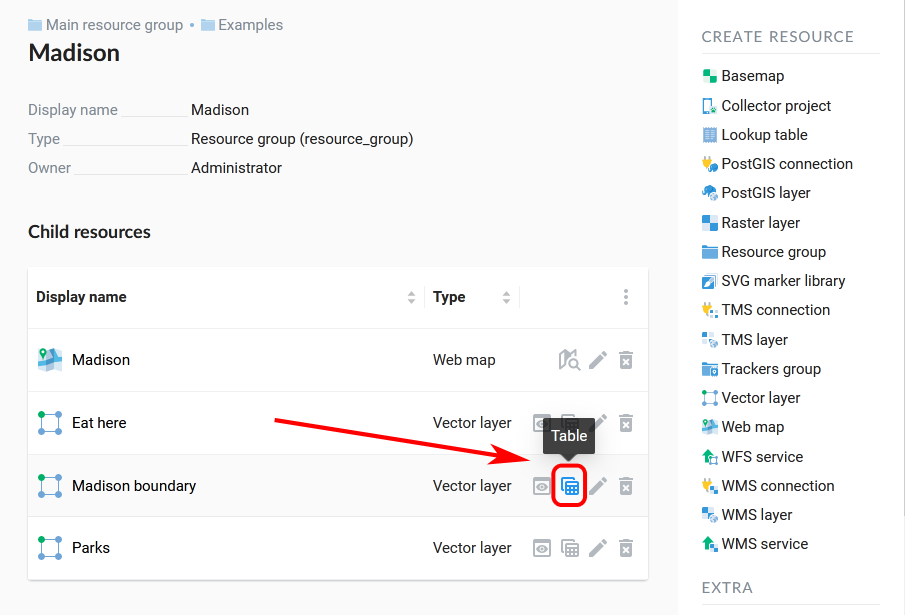 Main resource group • Examples
Madison
Display name Madison
Type Resource group (resource_group)
Owner Administrator
Child resources
Display name Type
Madison Web map
Eat here Vector layer
Table
Madison boundary Vector layer
Parks Vector layer
CREATE RESOURCE
Basemap
Collector project
Lookup table
PostGIS connection
PostGIS layer
Raster layer
Resource group
SVG marker library
TMS connection
TMS layer
Trackers group
Vector layer
Web map
WFS service
WMS connection
WMS layer
WMS service
EXTRA